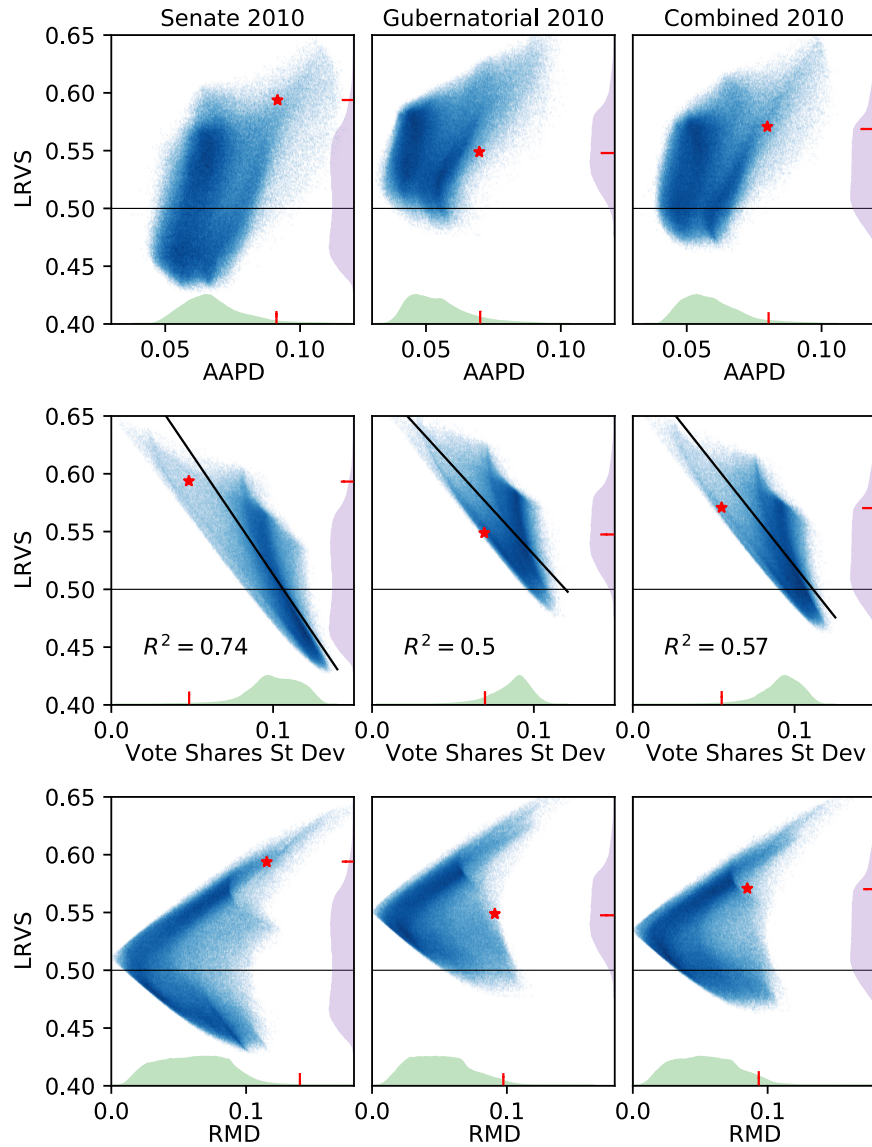 Senate 2010 Gubernatorial 2010 Combined 2010
0.65
0.60
0.55
0.50
0.45
0.40
LRVS
0.05 0.10 0.05 0.10 0.05 0.10
AAPD AAPD AAPD
0.65
0.60
0.55
0.50
0.45
0.40
LRVS
R² = 0.74 R² = 0.5 R² = 0.57
0.0 0.1 0.0 0.1 0.0 0.1
Vote Shares St Dev Vote Shares St Dev Vote Shares St Dev
0.65
0.60
0.55
0.50
0.45
0.40
LRVS
0.0 0.1 0.0 0.1 0.0 0.1
RMD RMD RMD